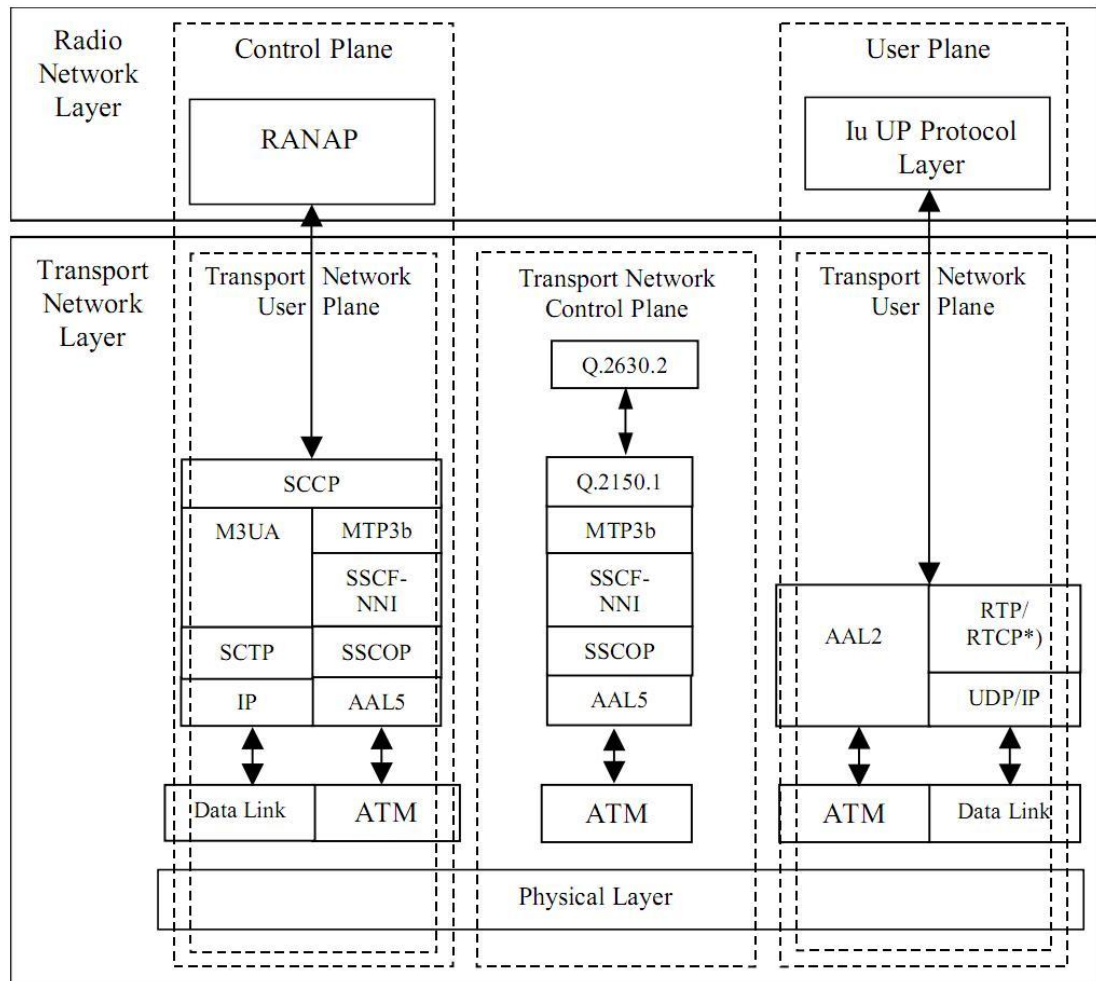 Radio
Network
Layer
Control Plane
User Plane
RANAP
Iu UP Protocol
Layer
Transport
Network
Layer
Transport Network
User Plane
Transport Network
Control Plane
Transport Network
User Plane
Q.2630.2
SCCP
Q.2150.1
M3UA
MTP3b
MTP3b
SSCF-
NNI
SSCF-
NNI
AAL2
RTP/
RTCP*)
SCTP
SSCOP
SSCOP
IP
AAL5
AAL5
UDP/IP
Data Link
ATM
ATM
ATM
Data Link
Physical Layer